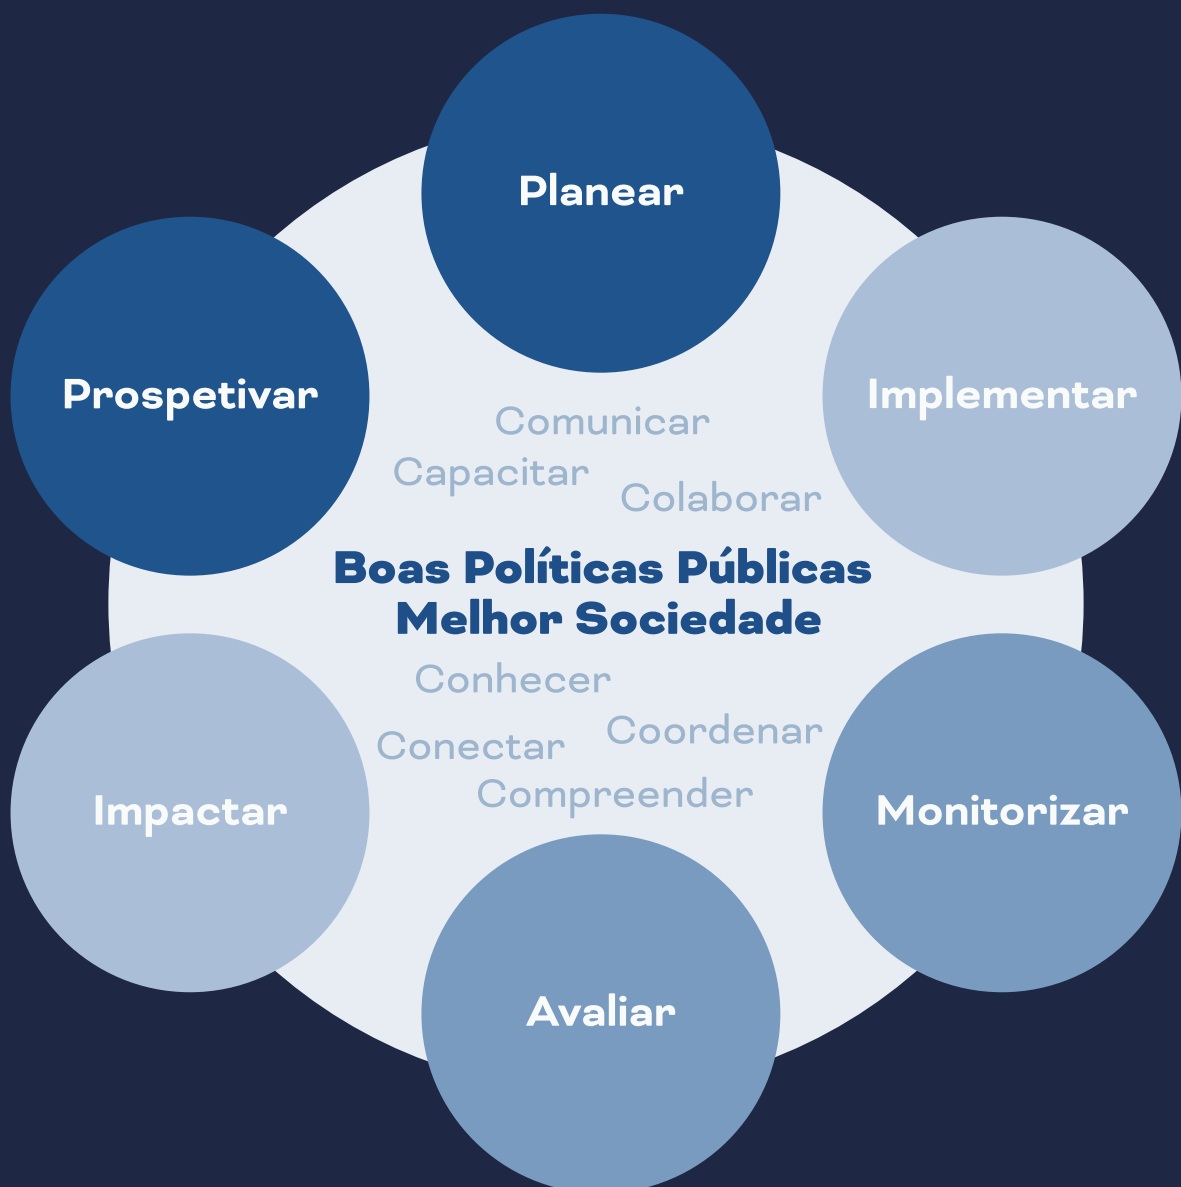 Planear
Prospetivar
Implementar
Comunicar
Capacitar
Colaborar
Boas Políticas Públicas
Melhor Sociedade
Conhecer
Coordenar
Conectar
Compreender
Impactar
Monitorizar
Avaliar